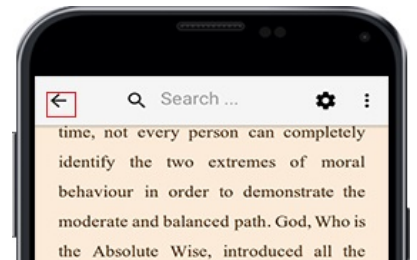 Search ...
time, not every person can completely
identify the two extremes of moral
behaviour in order to demonstrate the
moderate and balanced path. God, Who is
the Absolute Wise, introduced all the